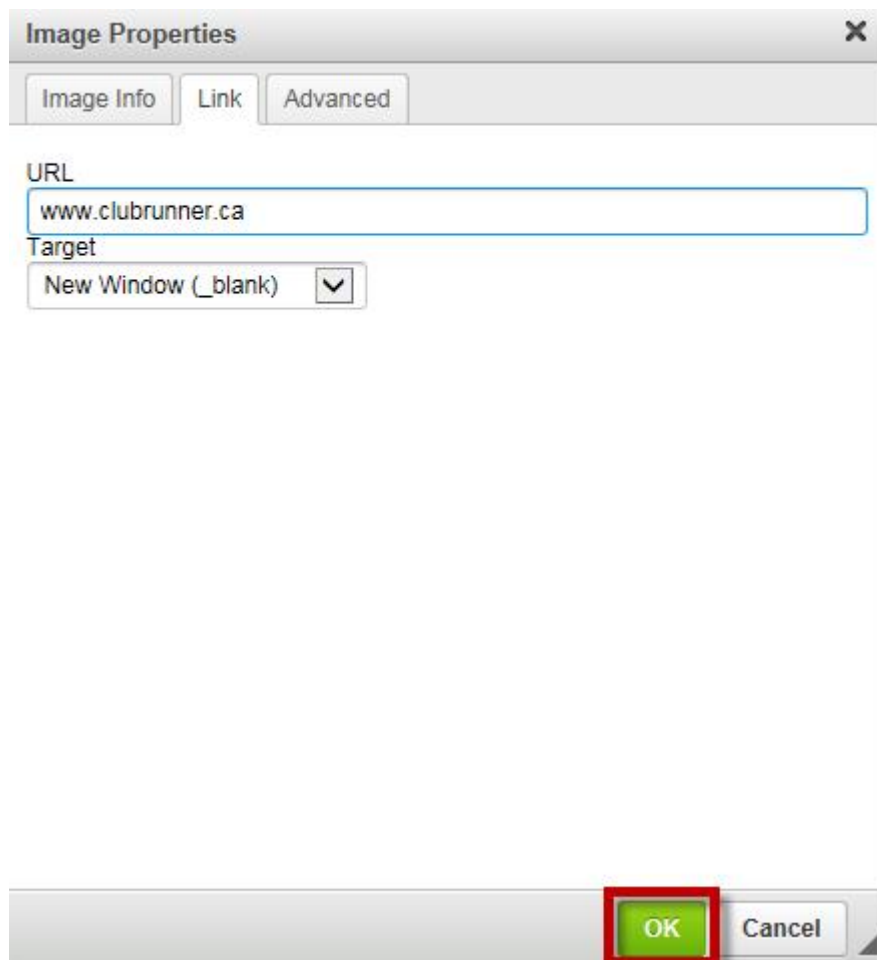 Image Properties
Image Info Link Advanced
URL
www.clubrunner.ca
Target
New Window (_blank)
OK Cancel